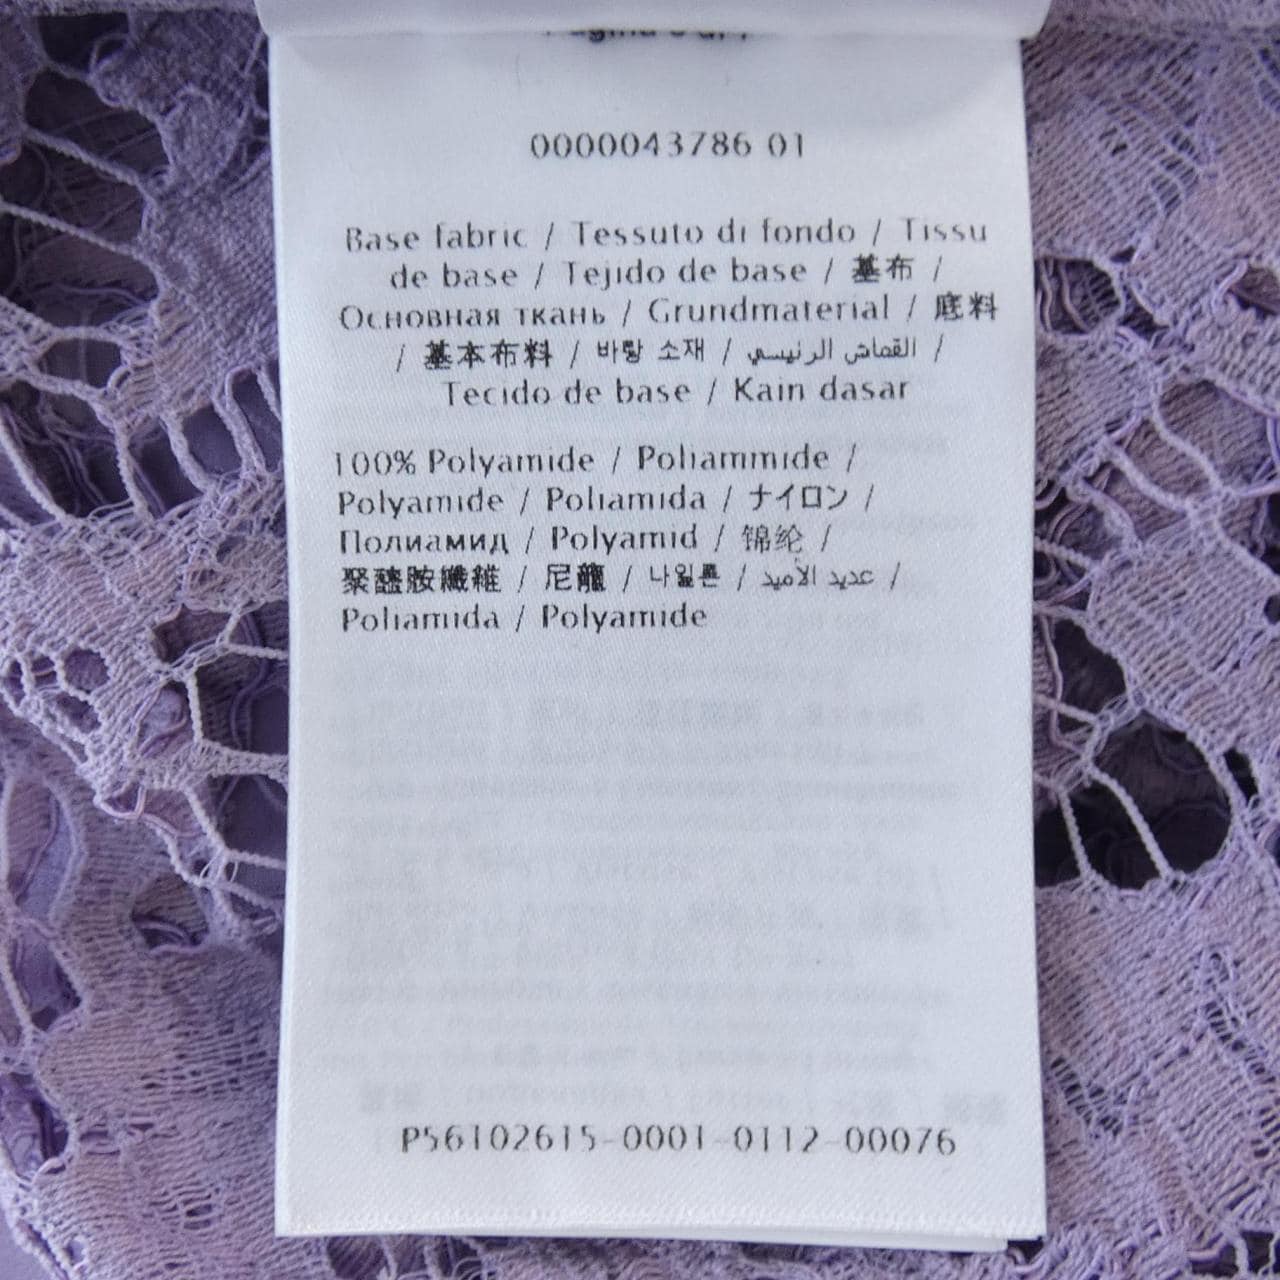 0000043786 01
Base fabric / Tessuto di fondo / Tissu
de base / Tejido de base / 基布 /
Основная ткань / Grundmaterial / 底料
/ 基本布料 / 바탕 소재 / القماش الرئيسي /
Tecido de base / Kain dasar
100% Polyamide / Poliammide /
Polyamide / Poliamida / ナイロン /
Полиамид / Polyamid / 锦纶 /
聚醯胺纖維 / 尼龍 / 나일론 / عديد الأميد /
Poliamida / Polyamide
P56102615-0001-0112-00076